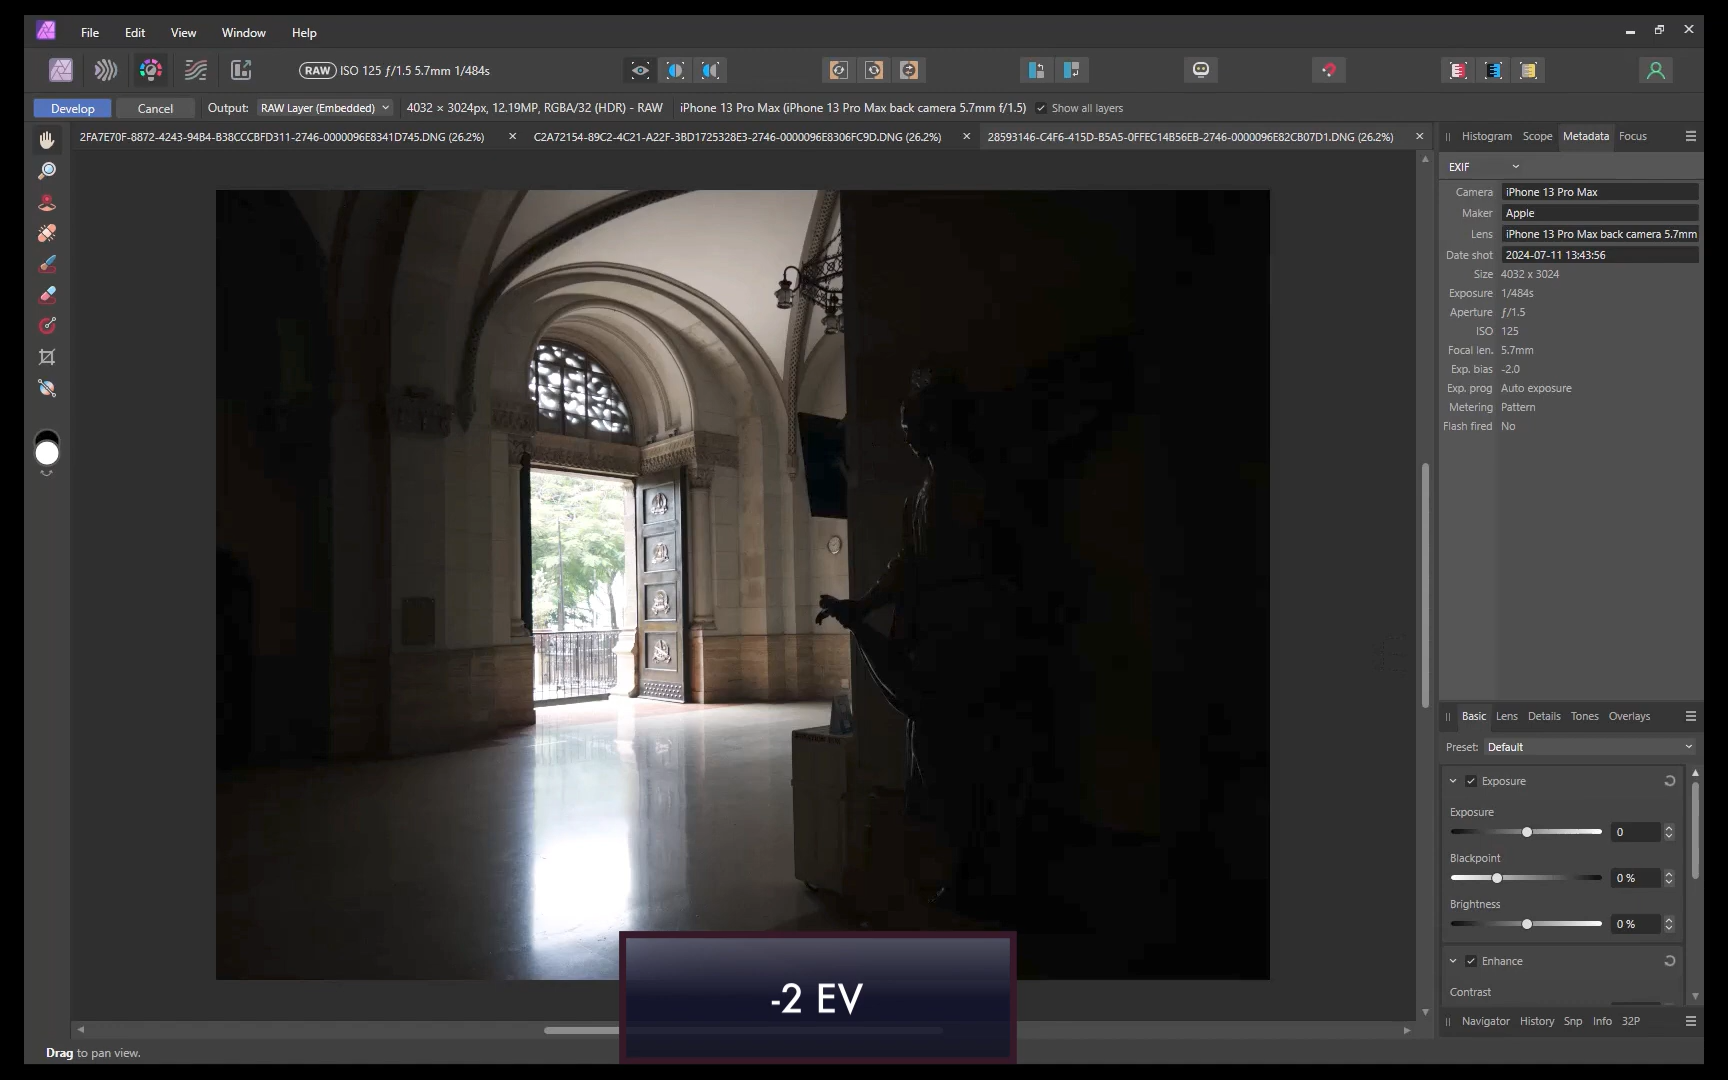 File Edit View Window Help
RAW ISO 125 ƒ/1.5 5.7mm 1/484s
Develop Cancel Output: RAW Layer (Embedded) 4032 × 3024px, 12.19MP, RGBA/32 (HDR) - RAW iPhone 13 Pro Max (iPhone 13 Pro Max back camera 5.7mm f/1.5) Show all layers
2FA7E70F-8872-4243-94B4-B38CCCBFD311-2746-0000096E8341D745.DNG (26.2%) C2A72154-89C2-4C21-A22F-3BD1725328E3-2746-0000096E8306FC9D.DNG (26.2%) 28593146-C4F6-415D-B5A5-0FFEC14B56EB-2746-0000096E82CB07D1.DNG (26.2%)
Histogram Scope Metadata Focus
EXIF
Camera iPhone 13 Pro Max
Maker Apple
Lens iPhone 13 Pro Max back camera 5.7mm
Date shot 2024-07-11 13:43:56
Size 4032 x 3024
Exposure 1/484s
Aperture ƒ/1.5
ISO 125
Focal len. 5.7mm
Exp. bias -2.0
Exp. prog Auto exposure
Metering Pattern
Flash fired No
Basic Lens Details Tones Overlays
Preset: Default
Exposure
Exposure
0
Blackpoint
0 %
Brightness
0 %
Enhance
Contrast
Navigator History Snp Info 32P
-2 EV
Drag to pan view.